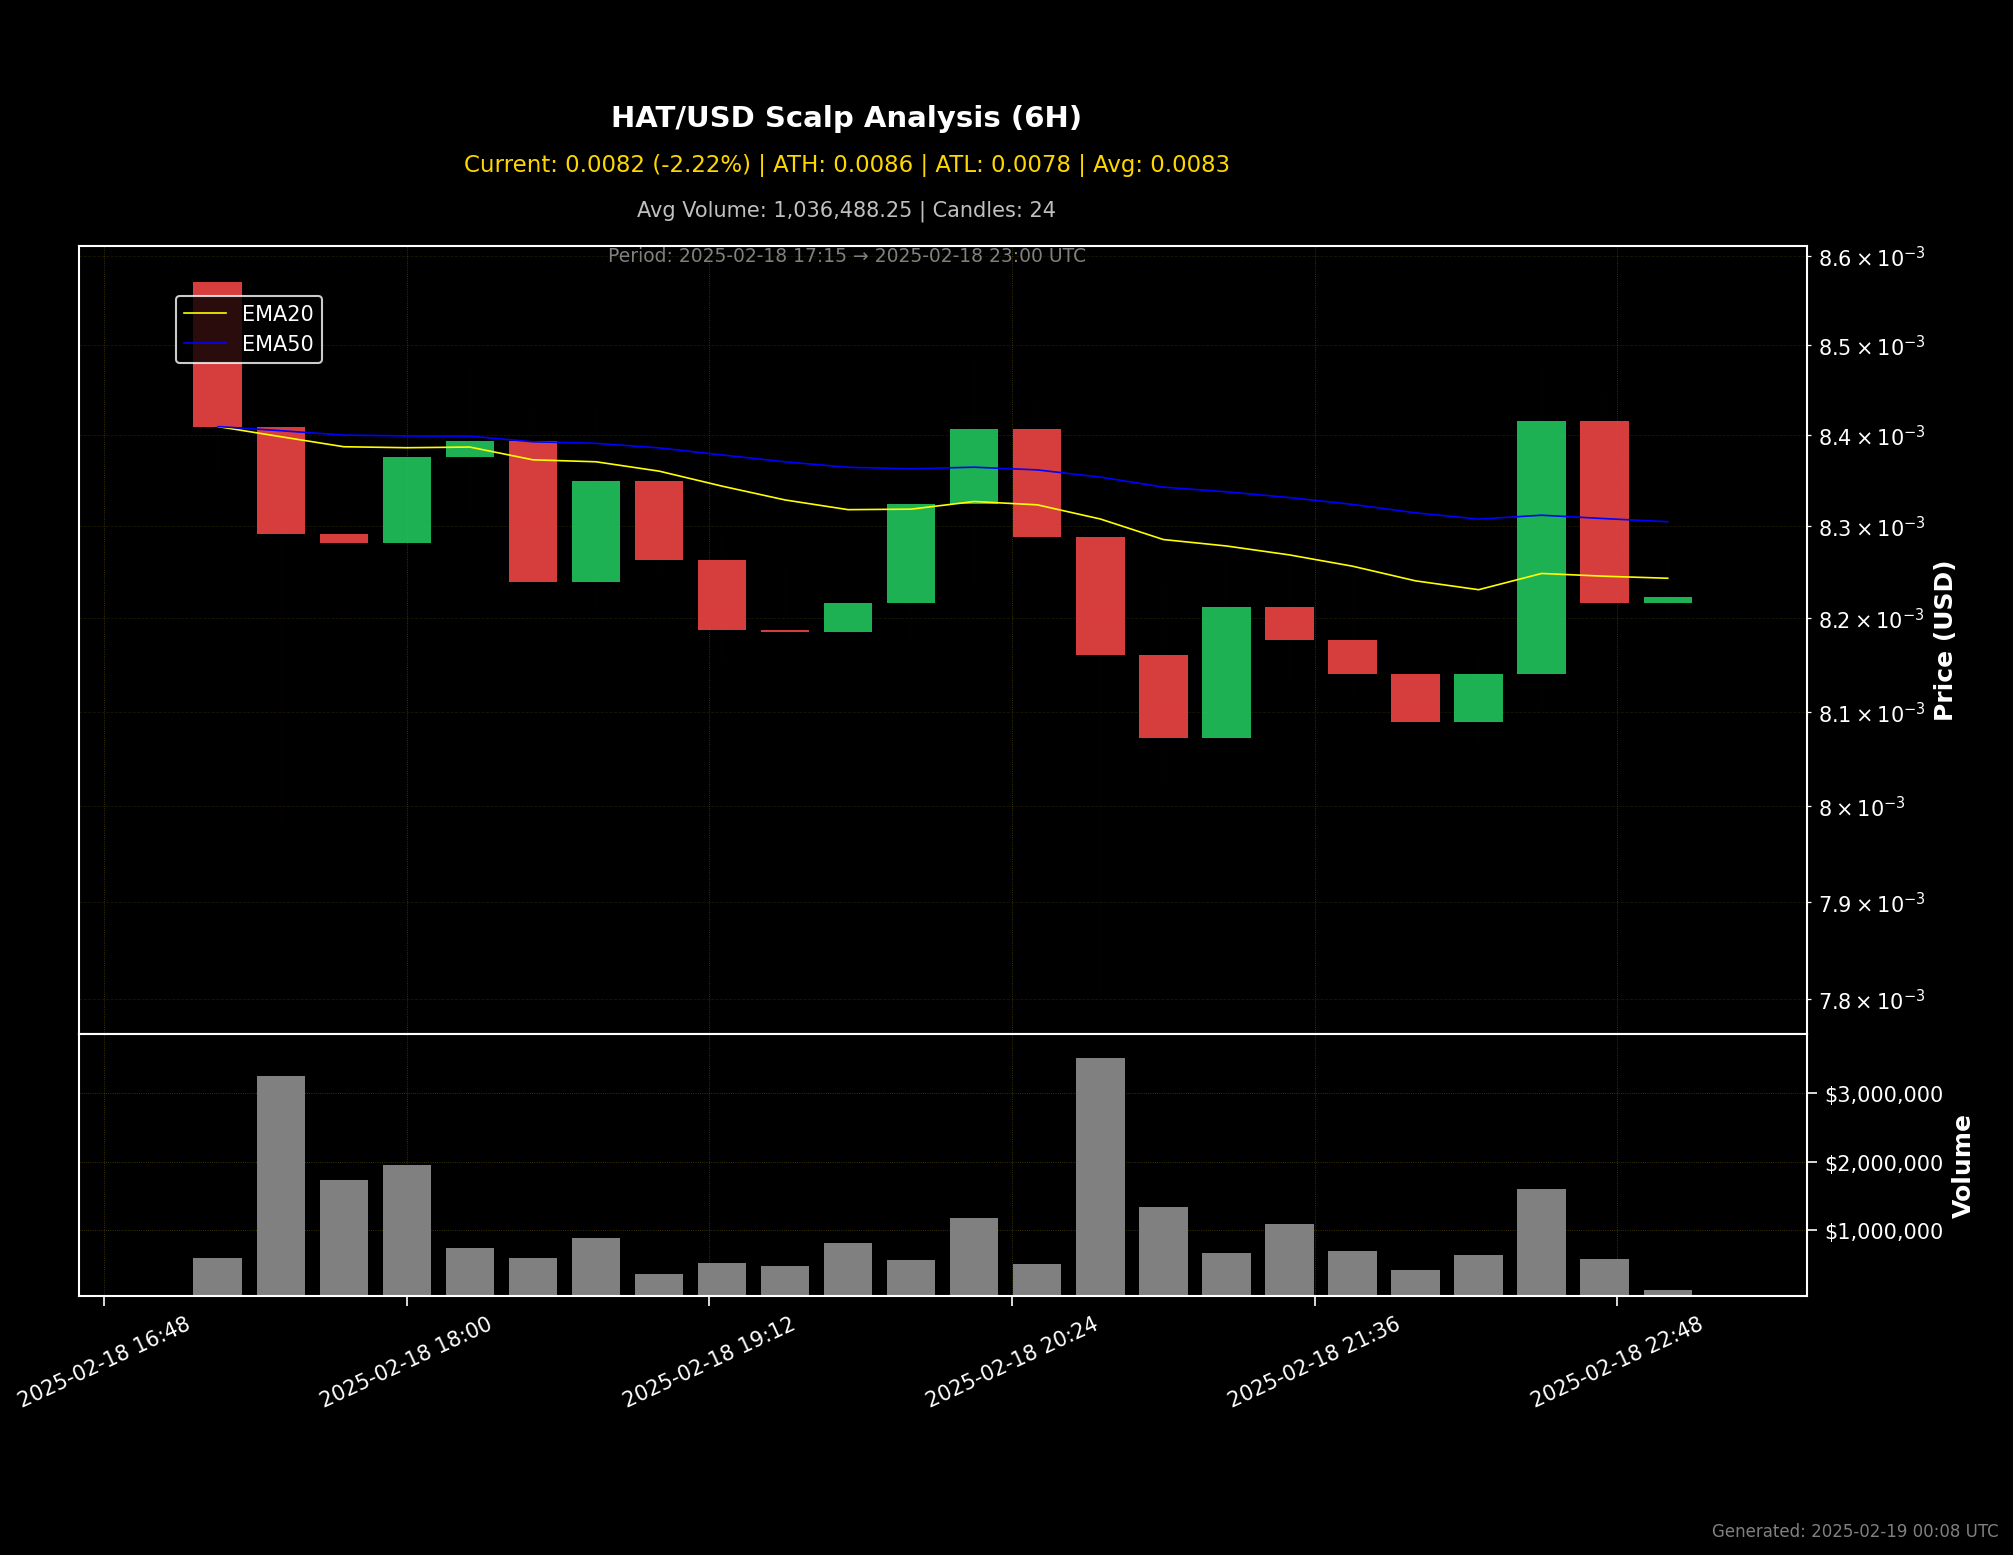 HAT/USD Scalp Analysis (6H)
Current: 0.0082 (-2.22%) | ATH: 0.0086 | ATL: 0.0078 | Avg: 0.0083
Avg Volume: 1,036,488.25 | Candles: 24
Period: 2025-02-18 17:15 → 2025-02-18 23:00 UTC
EMA20
EMA50
8.6 × 10⁻³
8.5 × 10⁻³
8.4 × 10⁻³
8.3 × 10⁻³
8.2 × 10⁻³
8.1 × 10⁻³
8 × 10⁻³
7.9 × 10⁻³
7.8 × 10⁻³
Price (USD)
$3,000,000
$2,000,000
$1,000,000
Volume
2025-02-18 16:48
2025-02-18 18:00
2025-02-18 19:12
2025-02-18 20:24
2025-02-18 21:36
2025-02-18 22:48
Generated: 2025-02-19 00:08 UTC